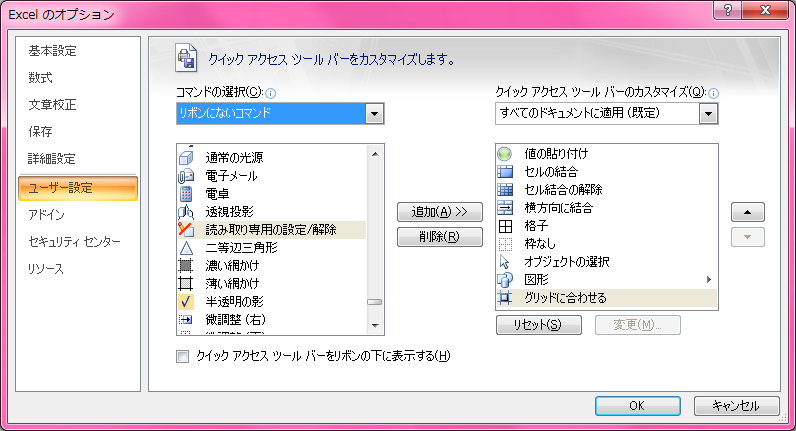 Excel のオプション
基本設定
数式
文章校正
保存
詳細設定
ユーザー設定
アドイン
セキュリティ センター
リソース
クイック アクセス ツール バーをカスタマイズします。
コマンドの選択(C):
リボンにないコマンド
通常の光源
電子メール
電卓
透視投影
読み取り専用の設定/解除
二等辺三角形
濃い網かけ
薄い網かけ
半透明の影
微調整 (右)
追加(A) >>
削除(R)
クイック アクセス ツール バーのカスタマイズ(Q):
すべてのドキュメントに適用 (既定)
値の貼り付け
セルの結合
セル結合の解除
横方向に結合
格子
枠なし
オブジェクトの選択
図形
グリッドに合わせる
リセット(S)
変更(M)...
クイック アクセス ツール バーをリボンの下に表示する(H)
OK
キャンセル